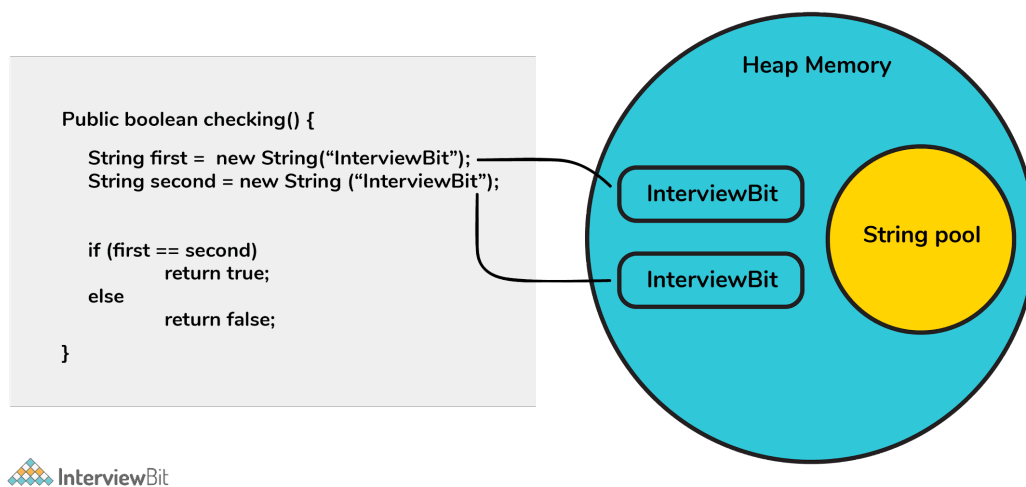 Public boolean checking() {
String first =  new String(“InterviewBit”);
String second = new String (“InterviewBit”);
if (first == second)
return true;
else
return false;
}
Heap Memory
InterviewBit
InterviewBit
String pool
InterviewBit